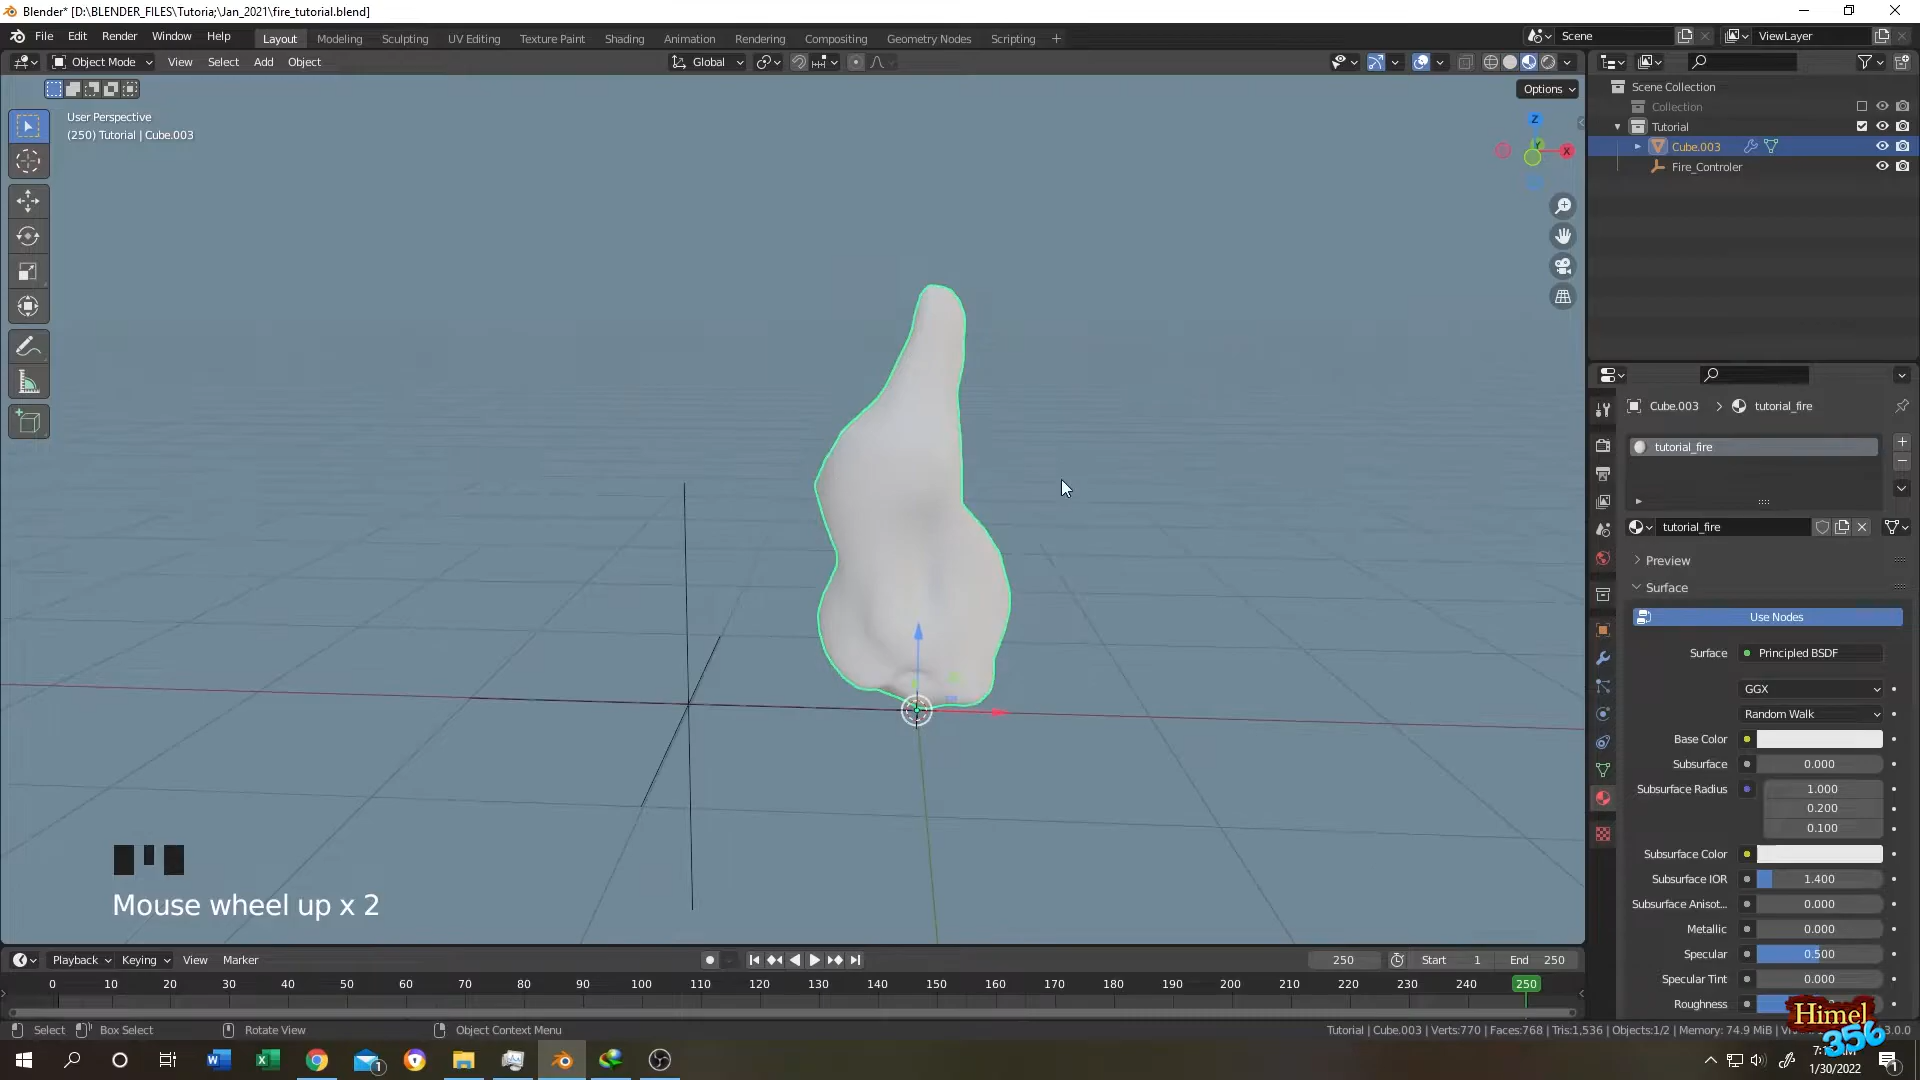 Blender* [D:\BLENDER_FILES\Tutoria;\Jan_2021\fire_tutorial.blend]
File Edit Render Window Help
Layout Modeling Sculpting UV Editing Texture Paint Shading Animation Rendering Compositing Geometry Nodes Scripting +
Scene
ViewLayer
Object Mode View Select Add Object
Global
Options
User Perspective
(250) Tutorial | Cube.003
Z
Y
X
Scene Collection
Collection
Tutorial
Cube.003
Fire_Controler
Cube.003 > tutorial_fire
tutorial_fire
tutorial_fire
Preview
Surface
Use Nodes
Surface Principled BSDF
GGX
Random Walk
Base Color
Subsurface 0.000
Subsurface Radius 1.000
0.200
0.100
Subsurface Color
Subsurface IOR 1.400
Subsurface Anisot... 0.000
Metallic 0.000
Specular 0.500
Specular Tint 0.000
Roughness
Mouse wheel up x 2
Playback Keying View Marker
250 Start 1 End 250
0 10 20 30 40 50 60 70 80 90 100 110 120 130 140 150 160 170 180 190 200 210 220 230 240 250
Select Box Select Rotate View Object Context Menu
Tutorial | Cube.003 | Verts:770 | Faces:768 | Tris:1,536 | Objects:1/2 | Memory: 74.9 MiB |
Himel
356
1/30/2022